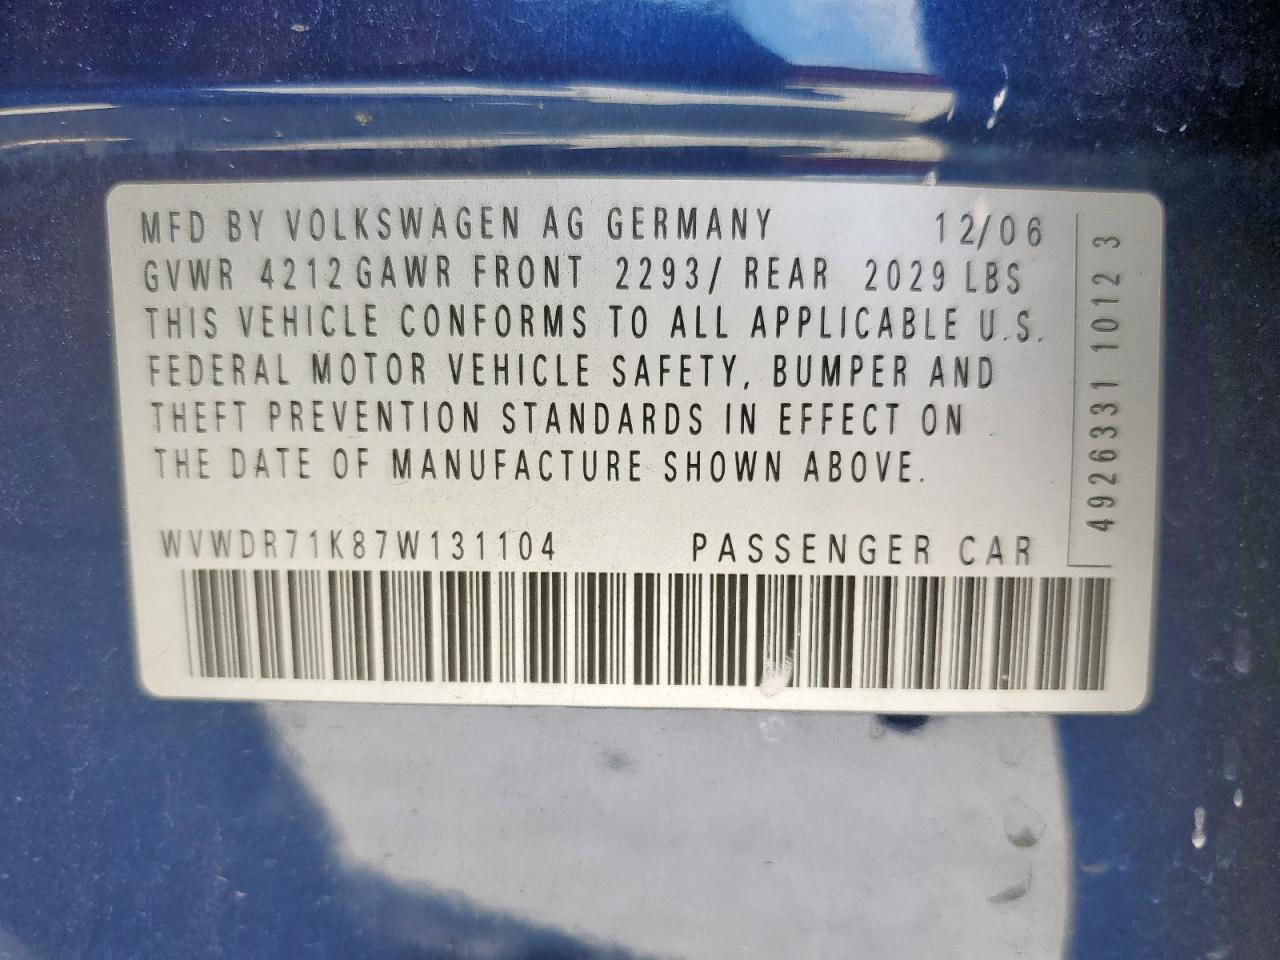 MFD BY VOLKSWAGEN AG GERMANY 12/06
GVWR 4212 GAWR FRONT 2293/ REAR 2029 LBS
THIS VEHICLE CONFORMS TO ALL APPLICABLE U.S.
FEDERAL MOTOR VEHICLE SAFETY, BUMPER AND
THEFT PREVENTION STANDARDS IN EFFECT ON
THE DATE OF MANUFACTURE SHOWN ABOVE.
WVWDR71K87W131104 PASSENGER CAR
4926331 1012 3